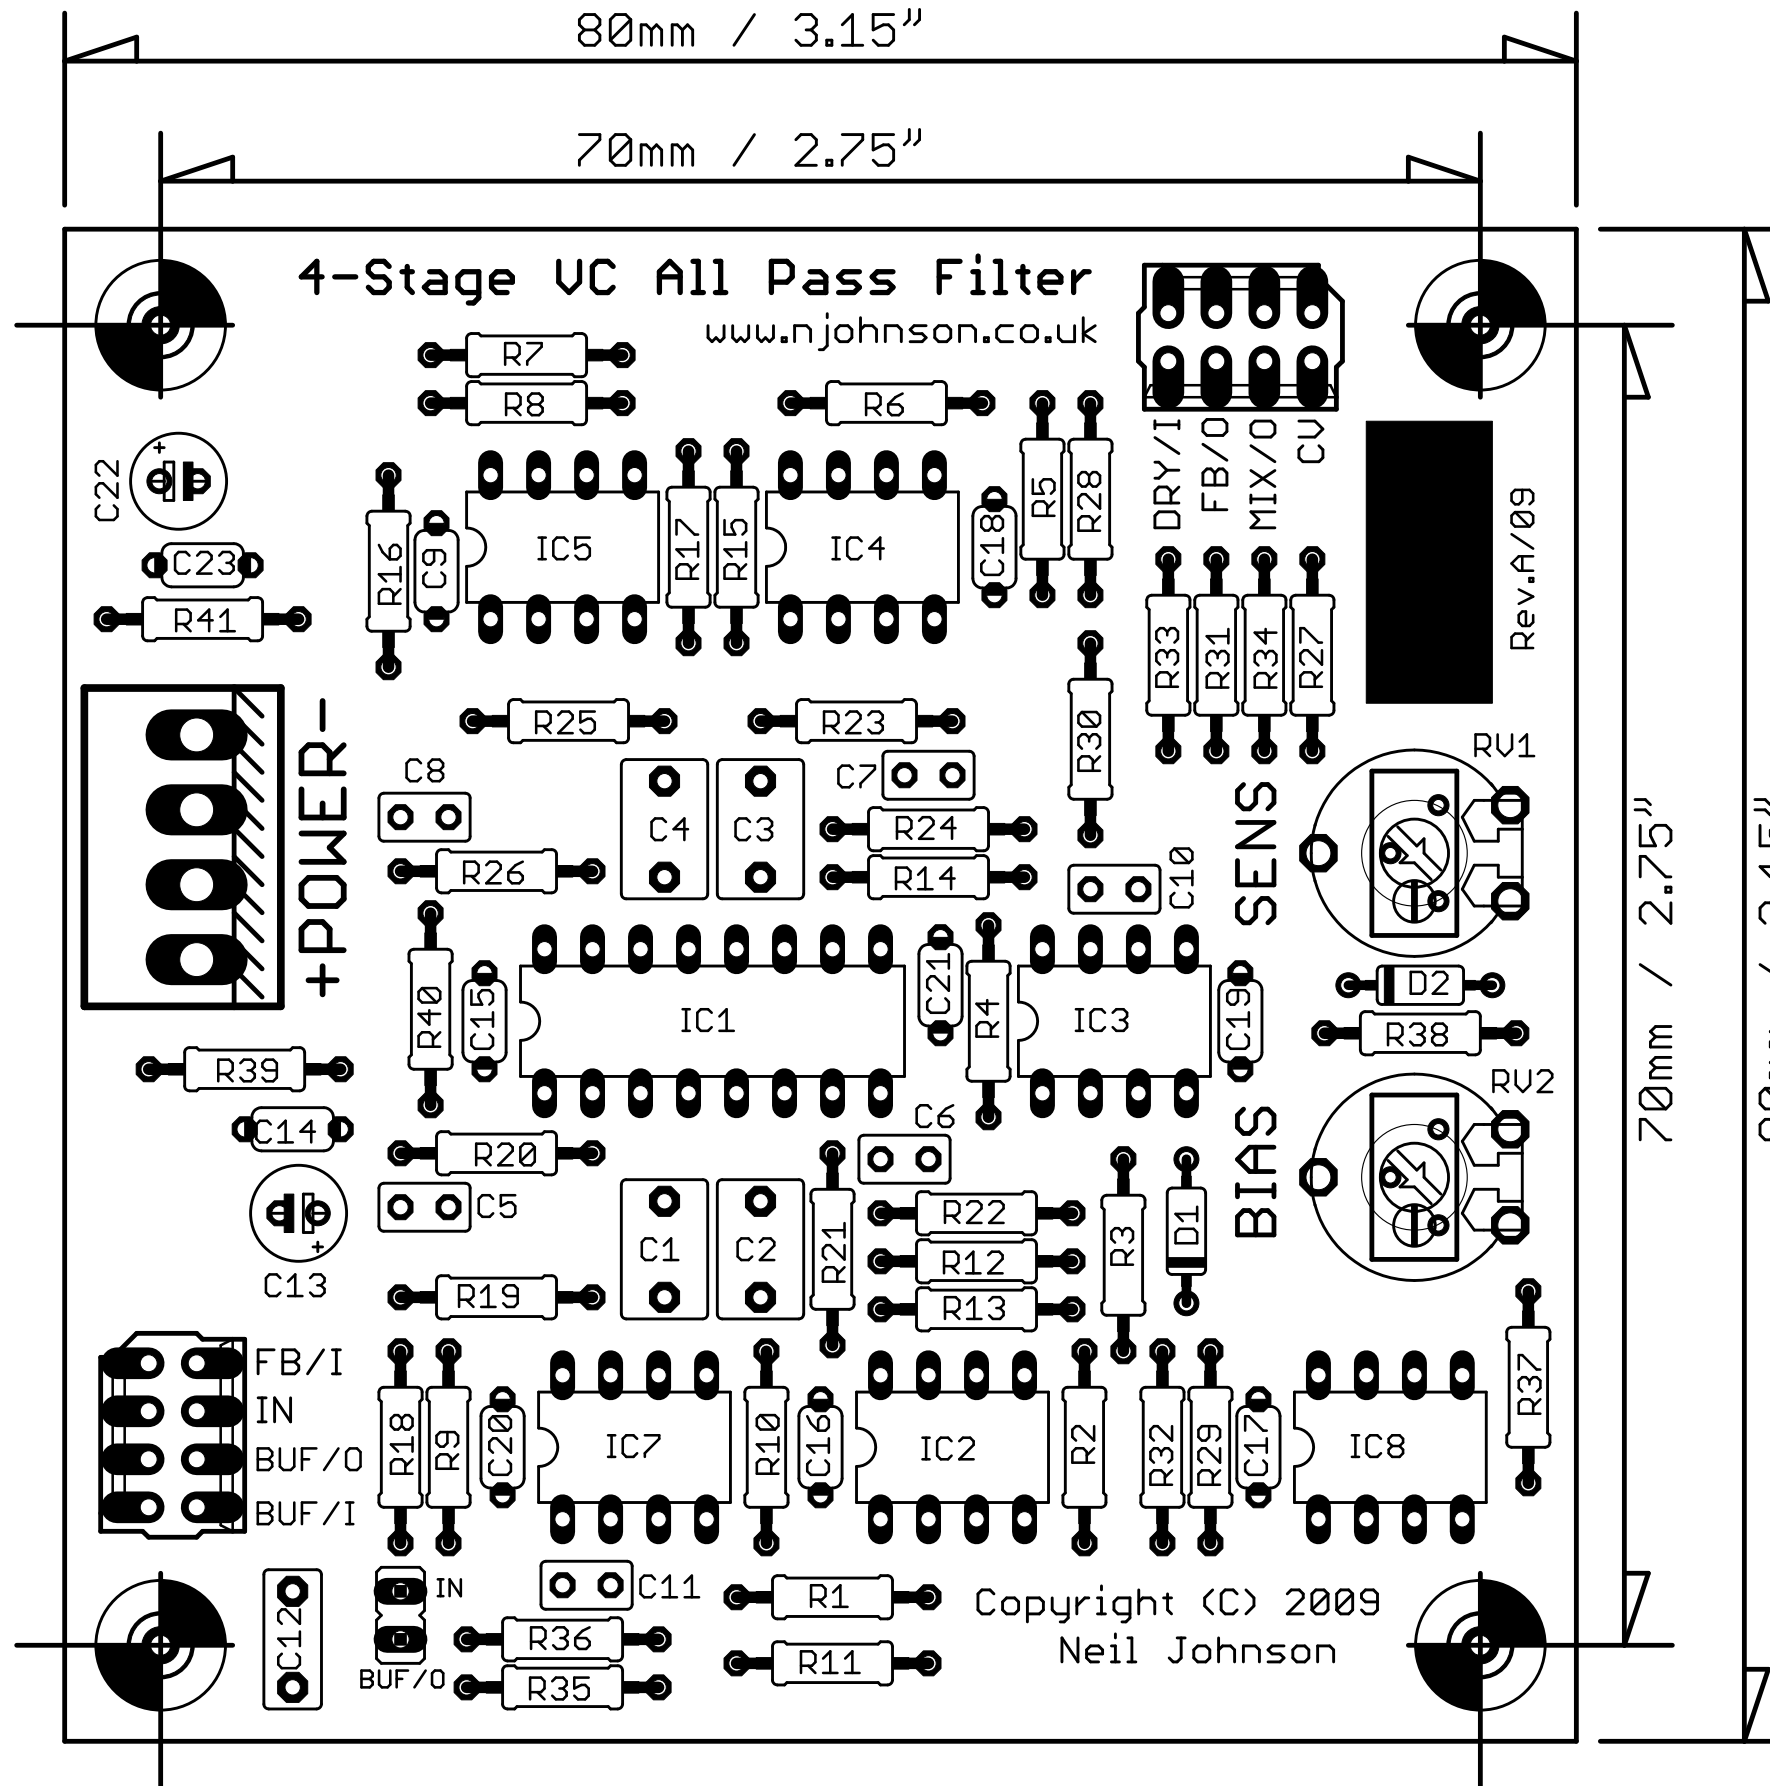 80mm / 3.15"
70mm / 2.75"
4-Stage VC All Pass Filter
www.njohnson.co.uk
R7
R8
R6
DRY/I
FB/O
MIX/O
CV
C22
+
C23
R41
R16
C9
IC5
R17
R15
IC4
C18
R5
R28
Rev.A/09
R33
R31
R34
R27
R25
R23
R30
+POWER-
C8
C4
C3
C7
R24
R14
R26
C10
SENS
RV1
70mm / 2.75"
R40
C15
IC1
C21
R4
IC3
C19
D2
R38
R39
C14
R20
C6
BIAS
RV2
C5
C1
C2
R21
R22
R12
R13
R3
D1
+
C13
R19
FB/I
IN
BUF/O
BUF/I
R18
R9
C20
IC7
R10
C16
IC2
R2
R32
R29
C17
IC8
R37
C12
IN
BUF/O
C11
R36
R35
R1
R11
Copyright (C) 2009
Neil Johnson